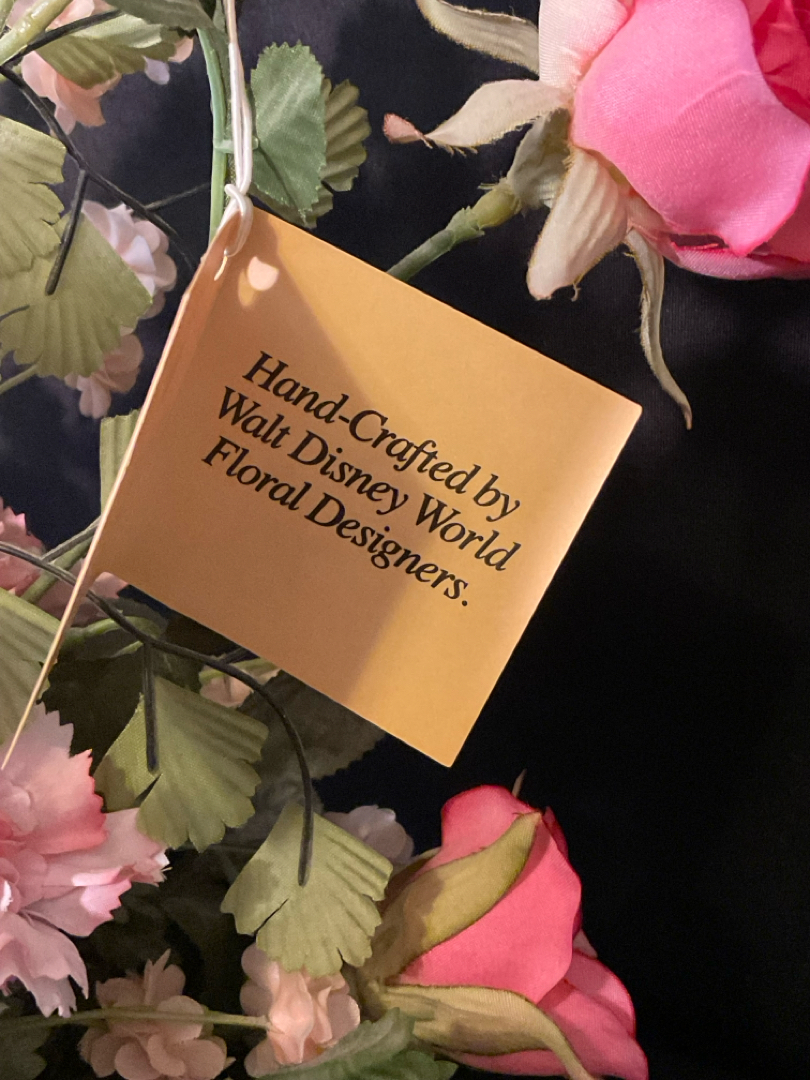 Hand-Crafted by
Walt Disney World
Floral Designers.